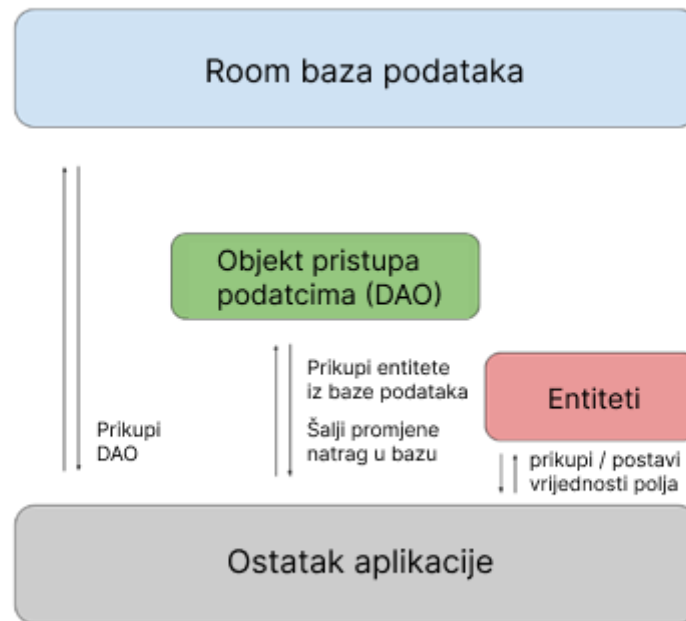 Room baza podataka
Objekt pristupa
podatcima (DAO)
Prikupi entitete
iz baze podataka
Šalji promjene
natrag u bazu
Entiteti
Prikupi
DAO
prikupi / postavi
vrijednosti polja
Ostatak aplikacije